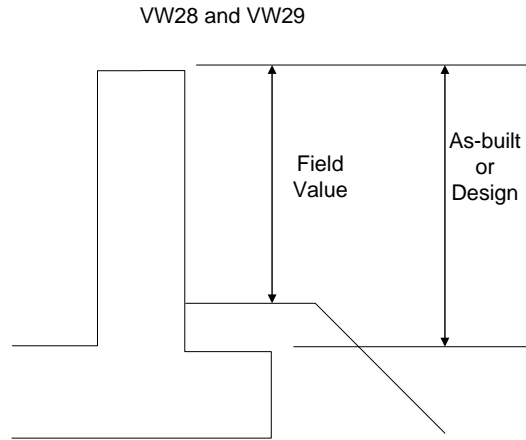 VW28 and VW29
Field
Value
As-built
or
Design